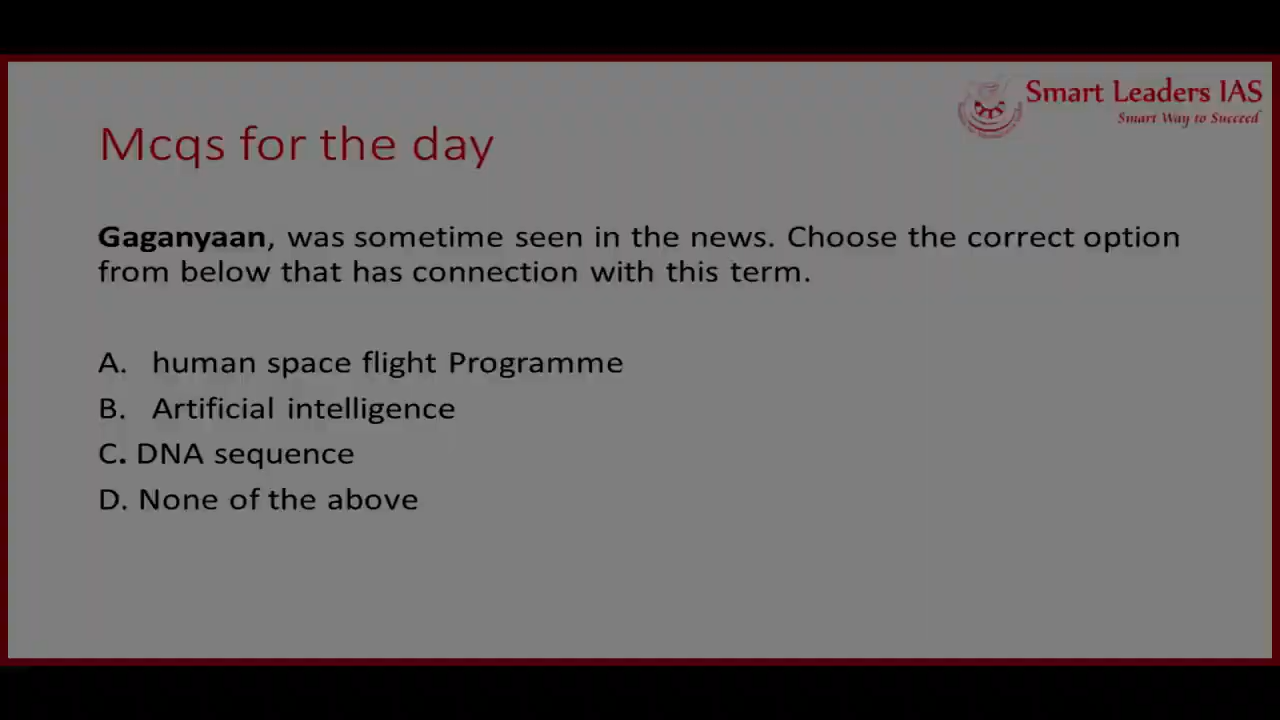 Smart Leaders IAS
Smart Way to Succeed
Mcqs for the day
Gaganyaan, was sometime seen in the news. Choose the correct option
from below that has connection with this term.
A. human space flight Programme
B. Artificial intelligence
C. DNA sequence
D. None of the above